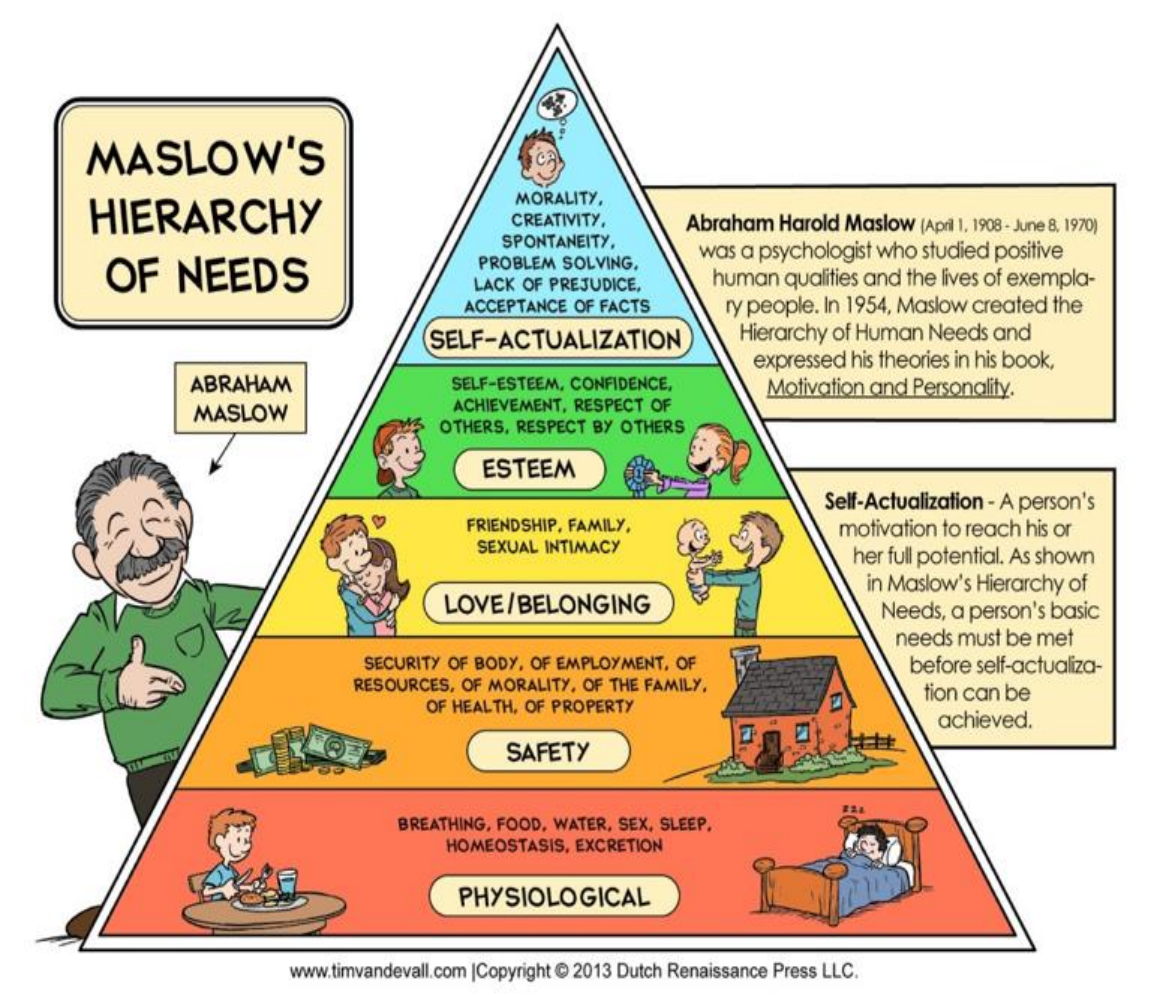 MASLOW'S
HIERARCHY
OF NEEDS
ABRAHAM
MASLOW
MORALITY,
CREATIVITY,
SPONTANEITY,
PROBLEM SOLVING,
LACK OF PREJUDICE,
ACCEPTANCE OF FACTS
SELF-ACTUALIZATION
SELF-ESTEEM, CONFIDENCE,
ACHIEVEMENT, RESPECT OF
OTHERS, RESPECT BY OTHERS
ESTEEM
1
FRIENDSHIP, FAMILY,
SEXUAL INTIMACY
LOVE/BELONGING
SECURITY OF BODY, OF EMPLOYMENT, OF
RESOURCES, OF MORALITY, OF THE FAMILY,
OF HEALTH, OF PROPERTY
SAFETY
BREATHING, FOOD, WATER, SEX, SLEEP,
HOMEOSTASIS, EXCRETION
PHYSIOLOGICAL
zzz
Abraham Harold Maslow (April 1, 1908 - June 8, 1970)
was a psychologist who studied positive
human qualities and the lives of exempla-
ry people. In 1954, Maslow created the
Hierarchy of Human Needs and
expressed his theories in his book,
Motivation and Personality.
Self-Actualization - A person's
motivation to reach his or
her full potential. As shown
in Maslow's Hierarchy of
Needs, a person's basic
needs must be met
before self-actualiza-
tion can be
achieved.
www.timvandevall.com |Copyright © 2013 Dutch Renaissance Press LLC.